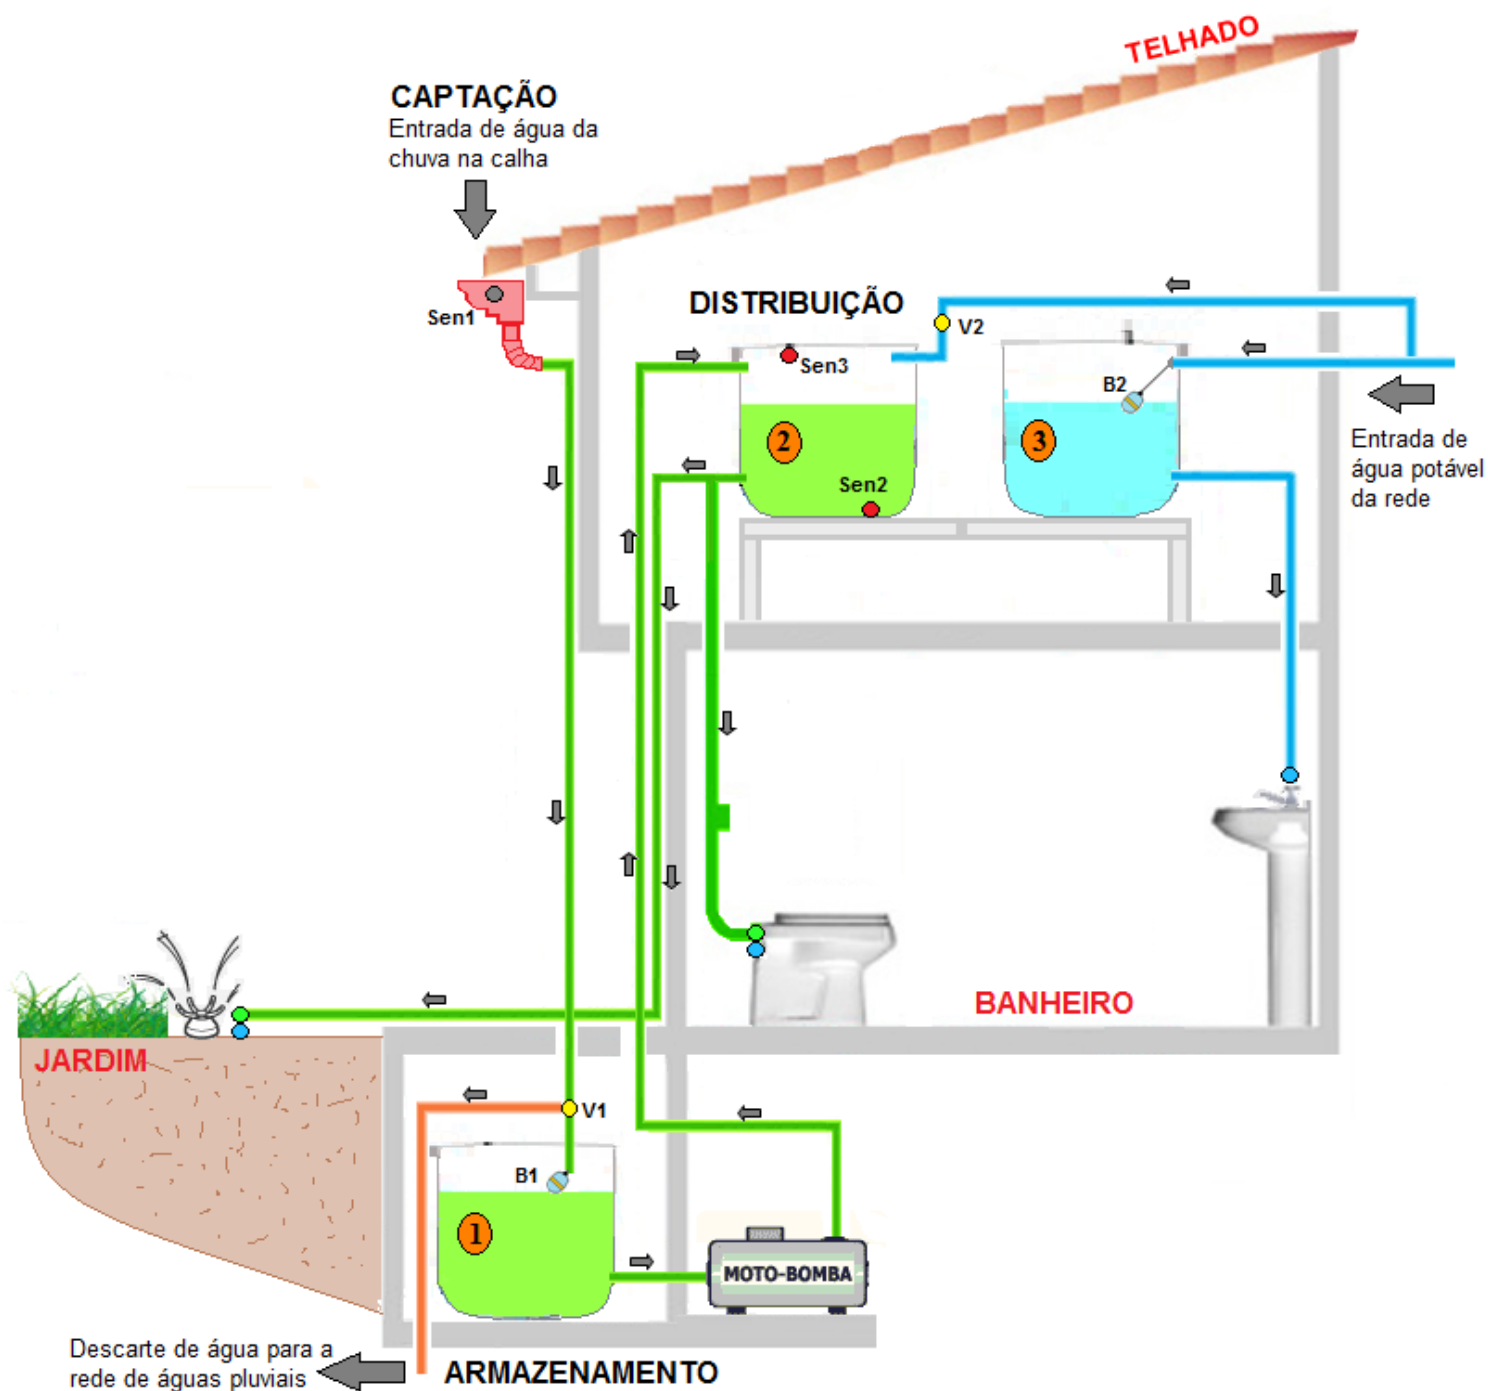 TELHADO
CAPTAÇÃO
Entrada de água da
chuva na calha
Sen1
DISTRIBUIÇÃO
V2
Sen3
B2
2
3
Sen2
Entrada de
água potável
da rede
BANHEIRO
JARDIM
V1
B1
1
MOTO-BOMBA
Descarte de água para a
rede de águas pluviais
ARMAZENAMENTO